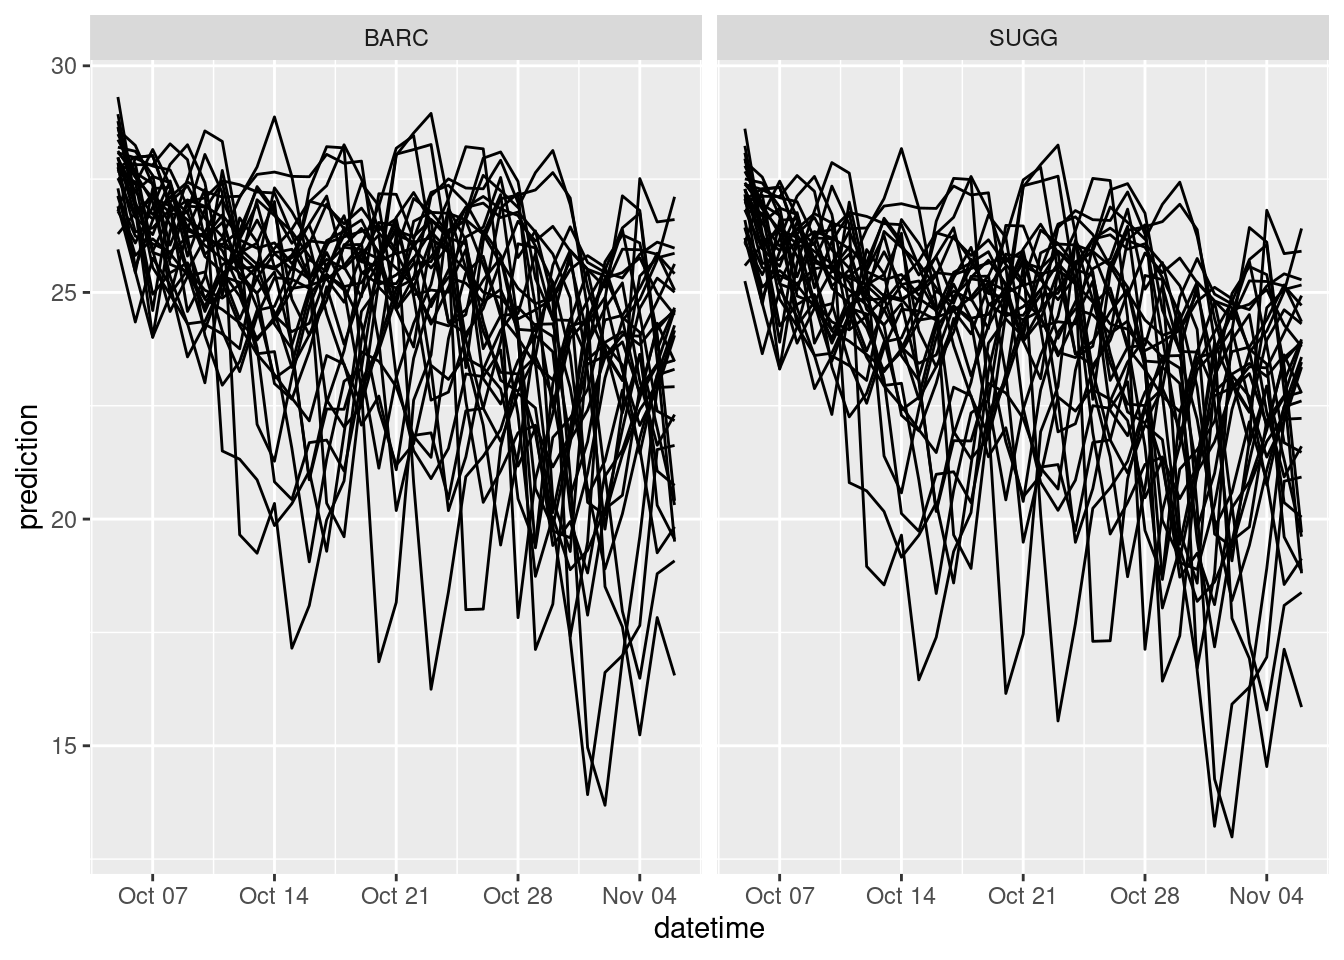 BARC
SUGG
30
25
20
15
prediction
Oct 07
Oct 14
Oct 21
Oct 28
Nov 04
Oct 07
Oct 14
Oct 21
Oct 28
Nov 04
datetime